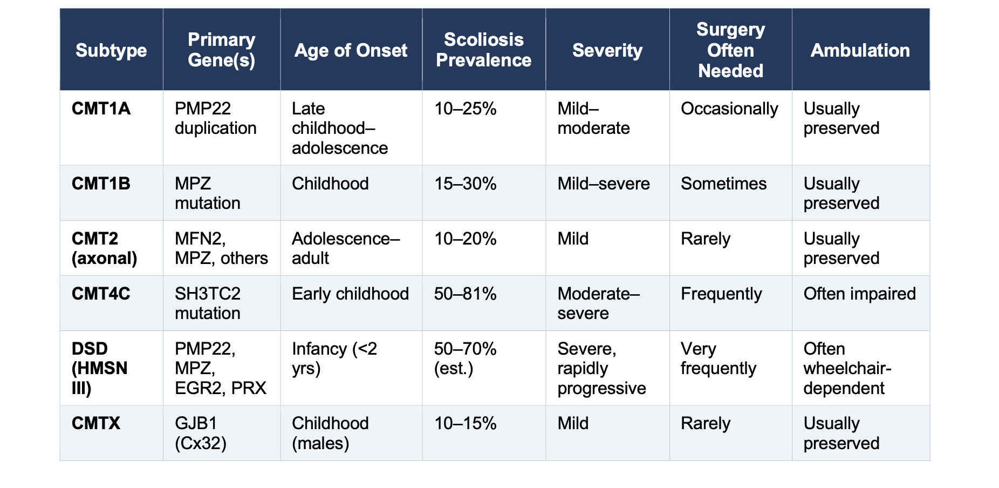 Subtype
Primary
Gene(s)
Age of Onset
Scoliosis
Prevalence
Severity
Surgery
Often
Needed
Ambulation
CMT1A
PMP22
duplication
Late
childhood–
adolescence
10–25%
Mild–
moderate
Occasionally
Usually
preserved
CMT1B
MPZ
mutation
Childhood
15–30%
Mild–severe
Sometimes
Usually
preserved
CMT2
(axonal)
MFN2,
MPZ, others
Adolescence–
adult
10–20%
Mild
Rarely
Usually
preserved
CMT4C
SH3TC2
mutation
Early childhood
50–81%
Moderate–
severe
Frequently
Often impaired
DSD
(HMSN
III)
PMP22,
MPZ,
EGR2, PRX
Infancy (<2
yrs)
50–70%
(est.)
Severe,
rapidly
progressive
Very
frequently
Often
wheelchair-
dependent
CMTX
GJB1
(Cx32)
Childhood
(males)
10–15%
Mild
Rarely
Usually
preserved